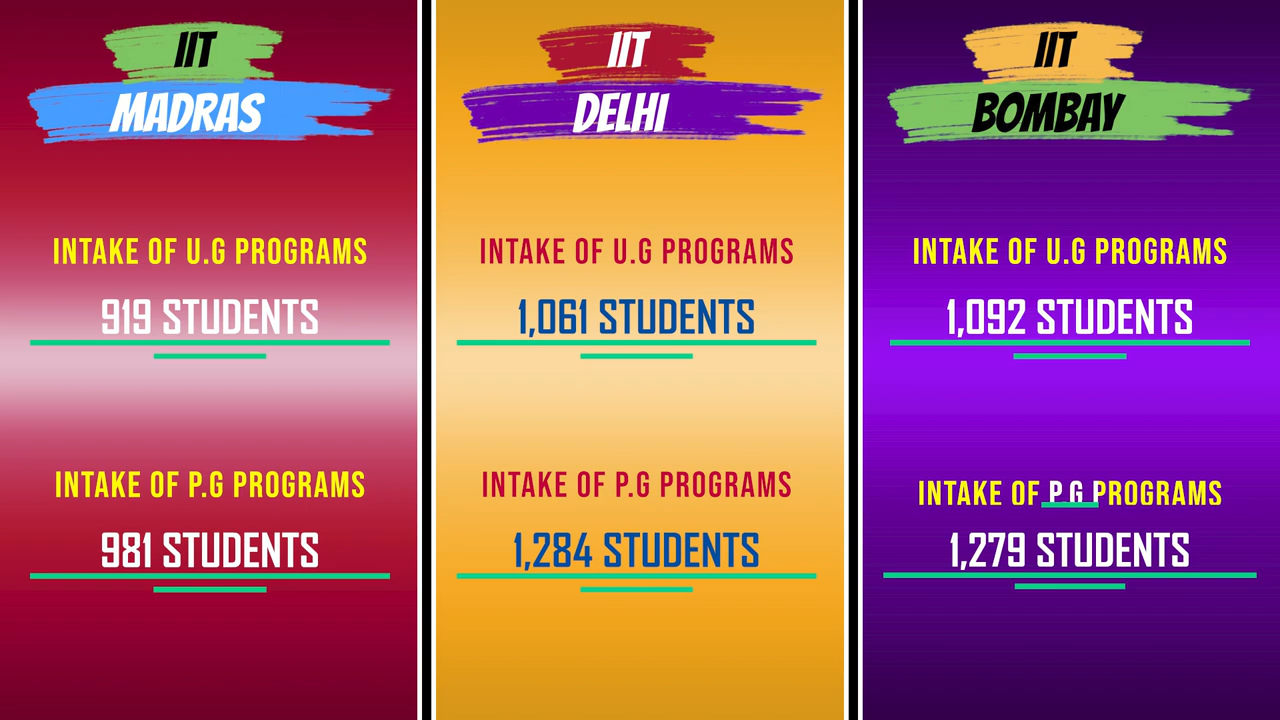 IIT
MADRAS
INTAKE OF U.G PROGRAMS
919 STUDENTS
INTAKE OF P.G PROGRAMS
981 STUDENTS
IIT
DELHI
INTAKE OF U.G PROGRAMS
1,061 STUDENTS
INTAKE OF P.G PROGRAMS
1,284 STUDENTS
IIT
BOMBAY
INTAKE OF U.G PROGRAMS
1,092 STUDENTS
INTAKE OF P.G PROGRAMS
1,279 STUDENTS